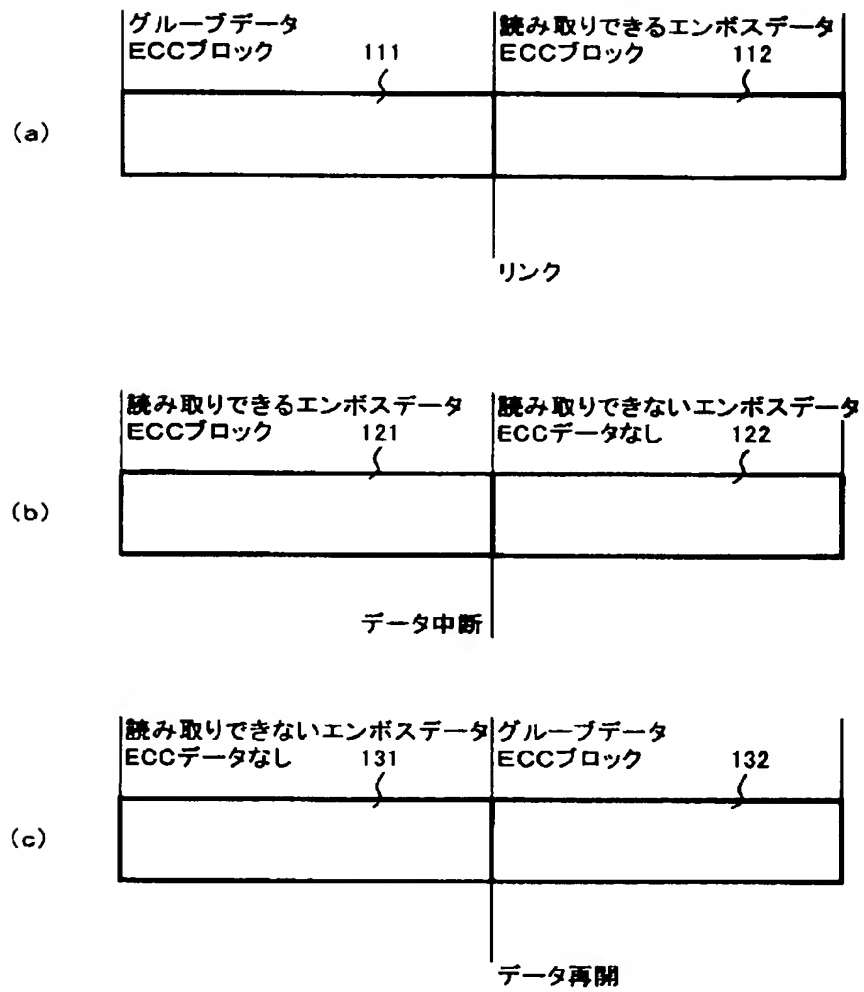 グルーブデータ
ECCブロック 111
読み取りできるエンボスデータ
ECCブロック 112
(a)
リンク
読み取りできるエンボスデータ
ECCブロック 121
読み取りできないエンボスデータ
ECCデータなし 122
(b)
データ中断
読み取りできないエンボスデータ
ECCデータなし 131
グルーブデータ
ECCブロック 132
(c)
データ再開